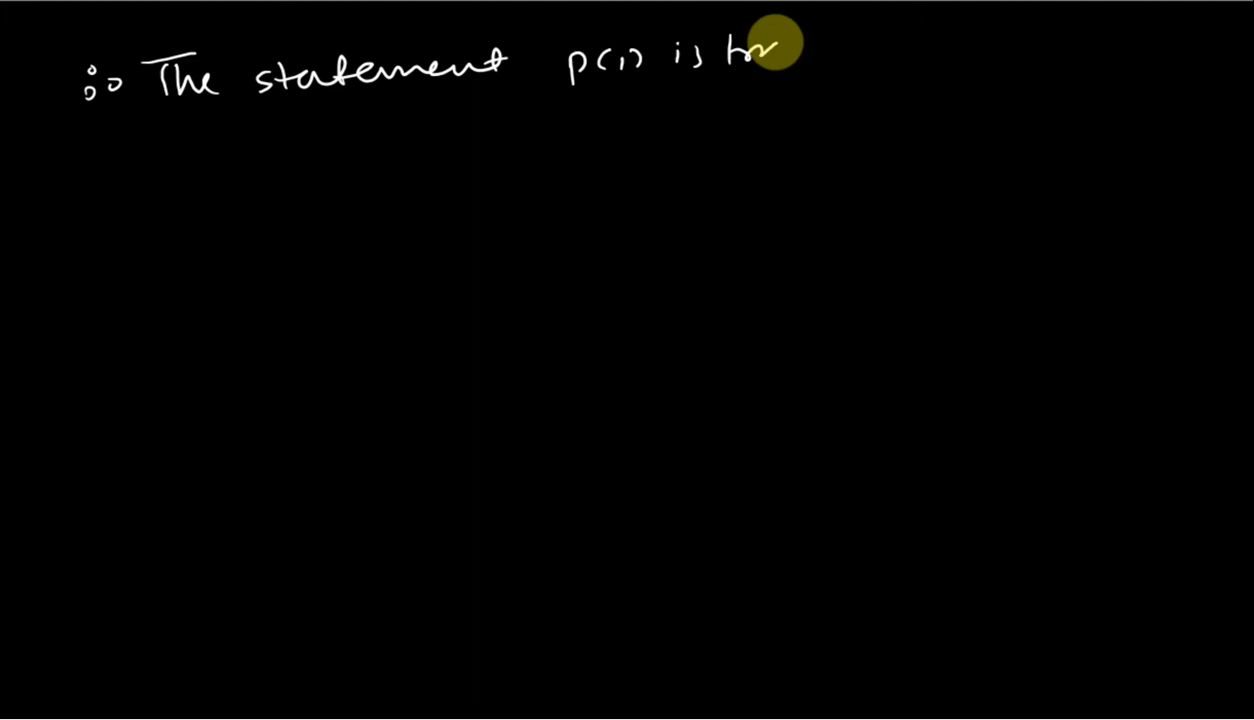 ∴ The statement p(1) is tr